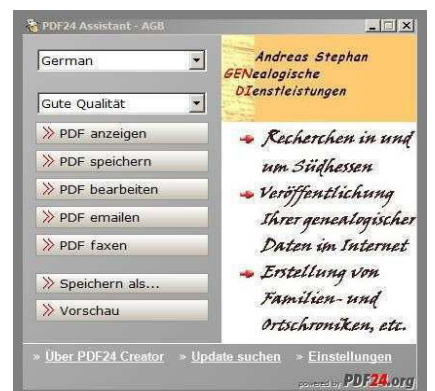 PDF24 Assistant - AGB
German
Gute Qualität
PDF anzeigen
PDF speichern
PDF bearbeiten
PDF emailen
PDF faxen
Speichern als...
Vorschau
Andreas Stephan
GENealogische
DIenstleistungen
Recherchen in und
um Südhessen
Veröffentlichung
Ihrer genealogischer
Daten im Internet
Erstellung von
Familien- und
Ortschroniken, etc.
» Über PDF24 Creator » Update suchen » Einstellungen
powered by PDF24.org